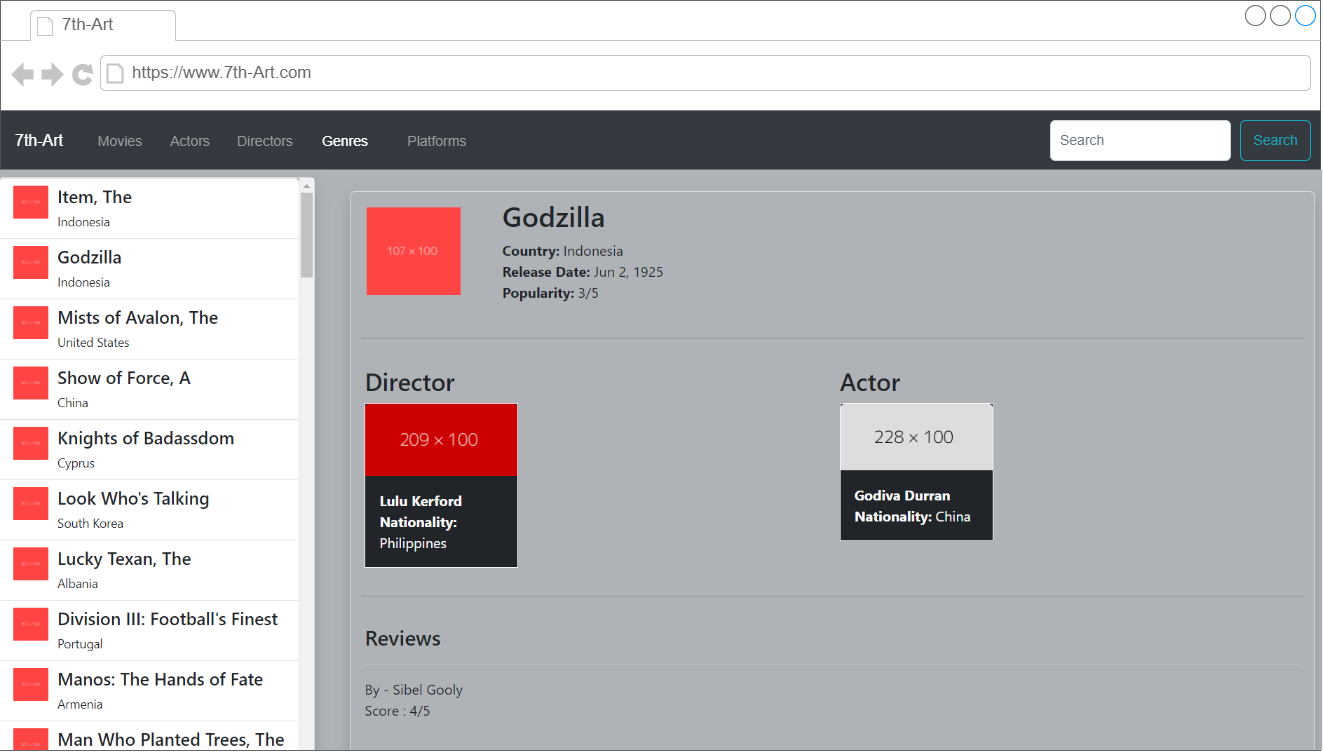 7th-Art
https://www.7th-Art.com
7th-Art Movies Actors Directors Genres Platforms Search Search
Item, The
Indonesia
Godzilla
Indonesia
Mists of Avalon, The
United States
Show of Force, A
China
Knights of Badassdom
Cyprus
Look Who's Talking
South Korea
Lucky Texan, The
Albania
Division III: Football's Finest
Portugal
Manos: The Hands of Fate
Armenia
Man Who Planted Trees, The
107 × 100
Godzilla
Country: Indonesia
Release Date: Jun 2, 1925
Popularity: 3/5
Director
209 × 100
Lulu Kerford
Nationality:
Philippines
Actor
228 × 100
Godiva Durran
Nationality: China
Reviews
By - Sibel Gooly
Score : 4/5